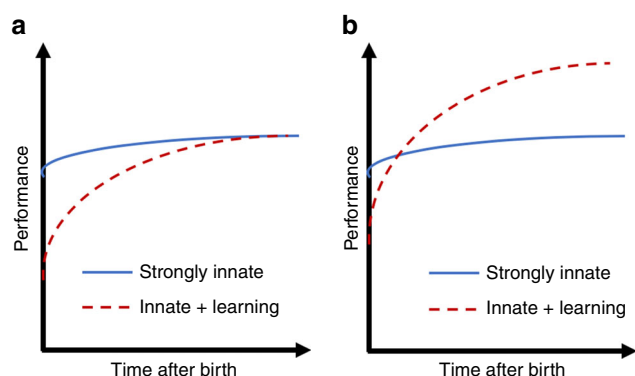 a
Performance
Strongly innate
Innate + learning
Time after birth
b
Performance
Strongly innate
Innate + learning
Time after birth